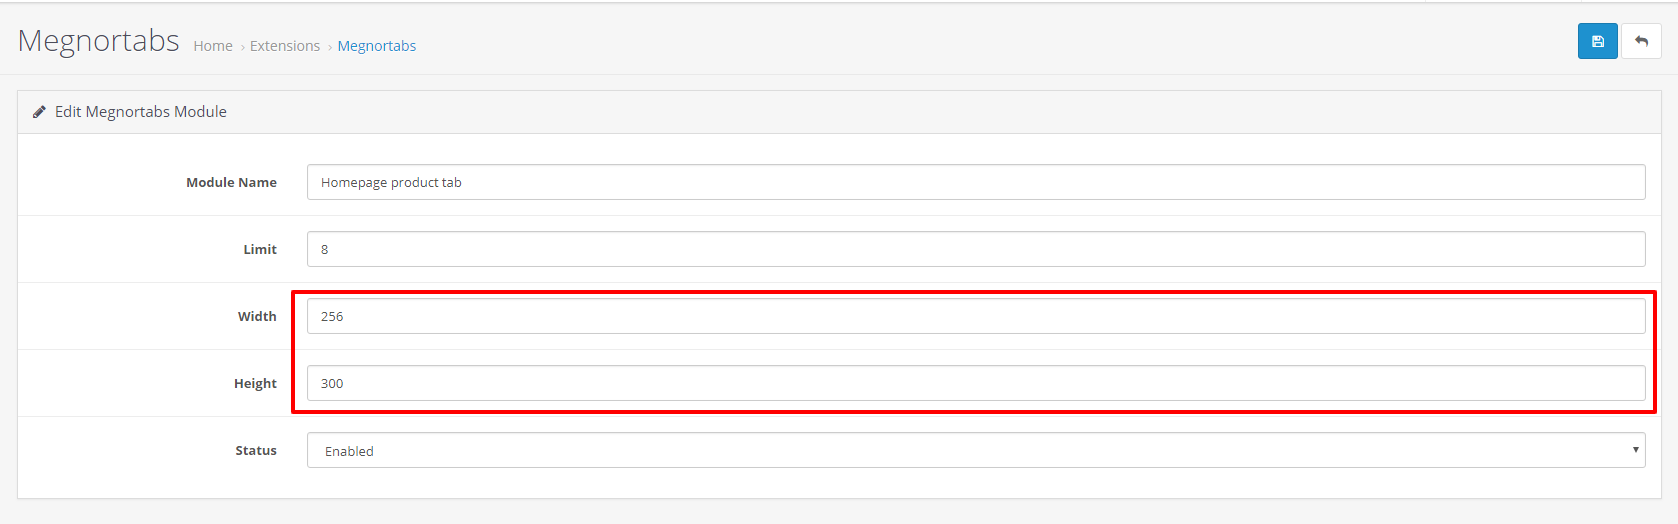 Megnortabs Home › Extensions › Megnortabs
Edit Megnortabs Module
Module Name Homepage product tab
Limit 8
Width 256
Height 300
Status Enabled